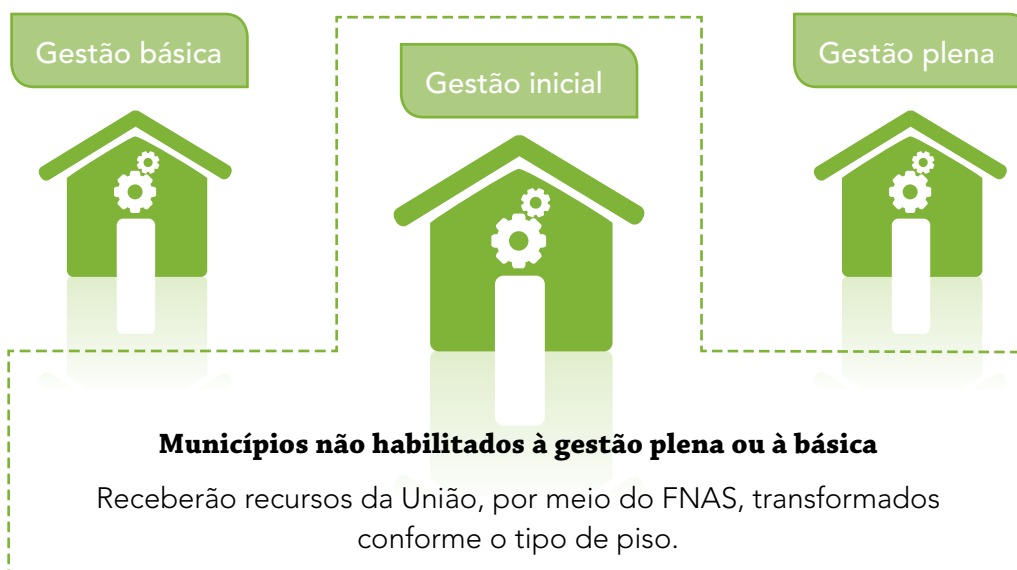 Gestão básica
Gestão inicial
Gestão plena
Municípios não habilitados à gestão plena ou à básica
Receberão recursos da União, por meio do FNAS, transformados
conforme o tipo de piso.